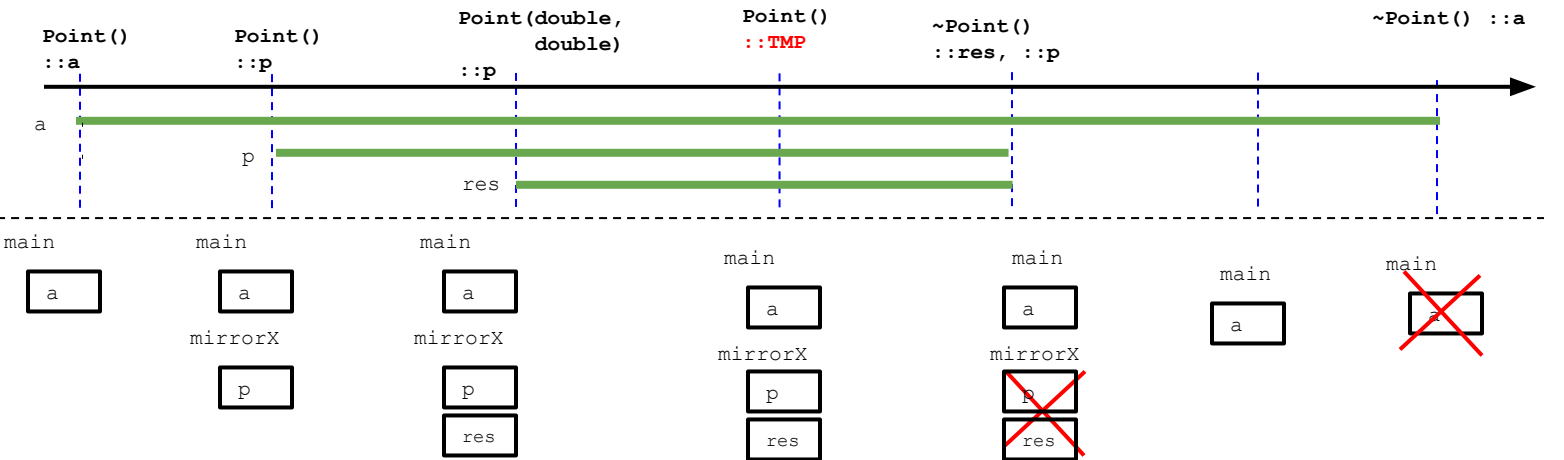 Point()
::a
Point()
::p
Point(double,
double)
::p
Point()
::TMP
~Point()
::res, ::p
~Point() ::a
a
p
res
main
a
main
a
mirrorX
p
main
a
mirrorX
p
res
main
a
mirrorX
p
res
main
a
mirrorX
p
res
main
a
main
a